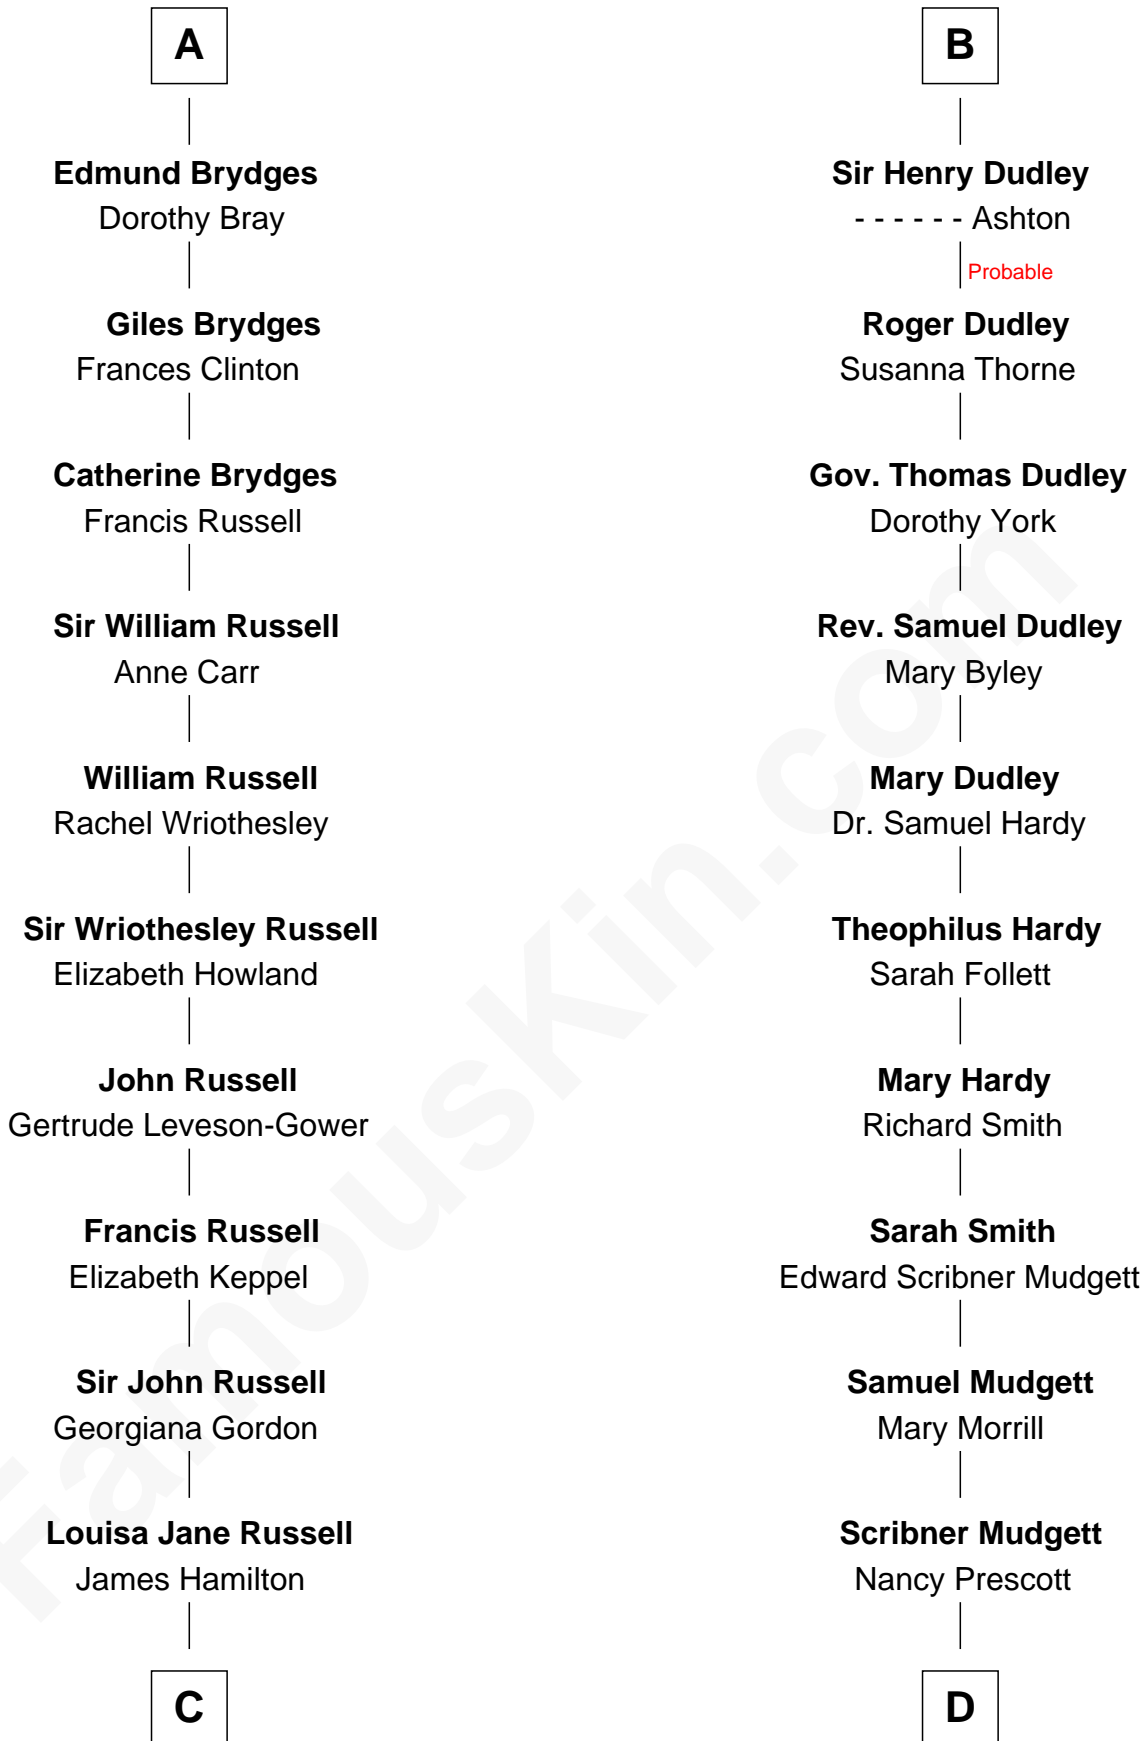 A
Edmund Brydges
Dorothy Bray
Giles Brydges
Frances Clinton
Catherine Brydges
Francis Russell
Sir William Russell
Anne Carr
William Russell
Rachel Wriothesley
Sir Wriothesley Russell
Elizabeth Howland
John Russell
Gertrude Leveson-Gower
Francis Russell
Elizabeth Keppel
Sir John Russell
Georgiana Gordon
Louisa Jane Russell
James Hamilton
C
B
Sir Henry Dudley
- - - - - - Ashton
Probable
Roger Dudley
Susanna Thorne
Gov. Thomas Dudley
Dorothy York
Rev. Samuel Dudley
Mary Byley
Mary Dudley
Dr. Samuel Hardy
Theophilus Hardy
Sarah Follett
Mary Hardy
Richard Smith
Sarah Smith
Edward Scribner Mudgett
Samuel Mudgett
Mary Morrill
Scribner Mudgett
Nancy Prescott
D
FamousKin.com